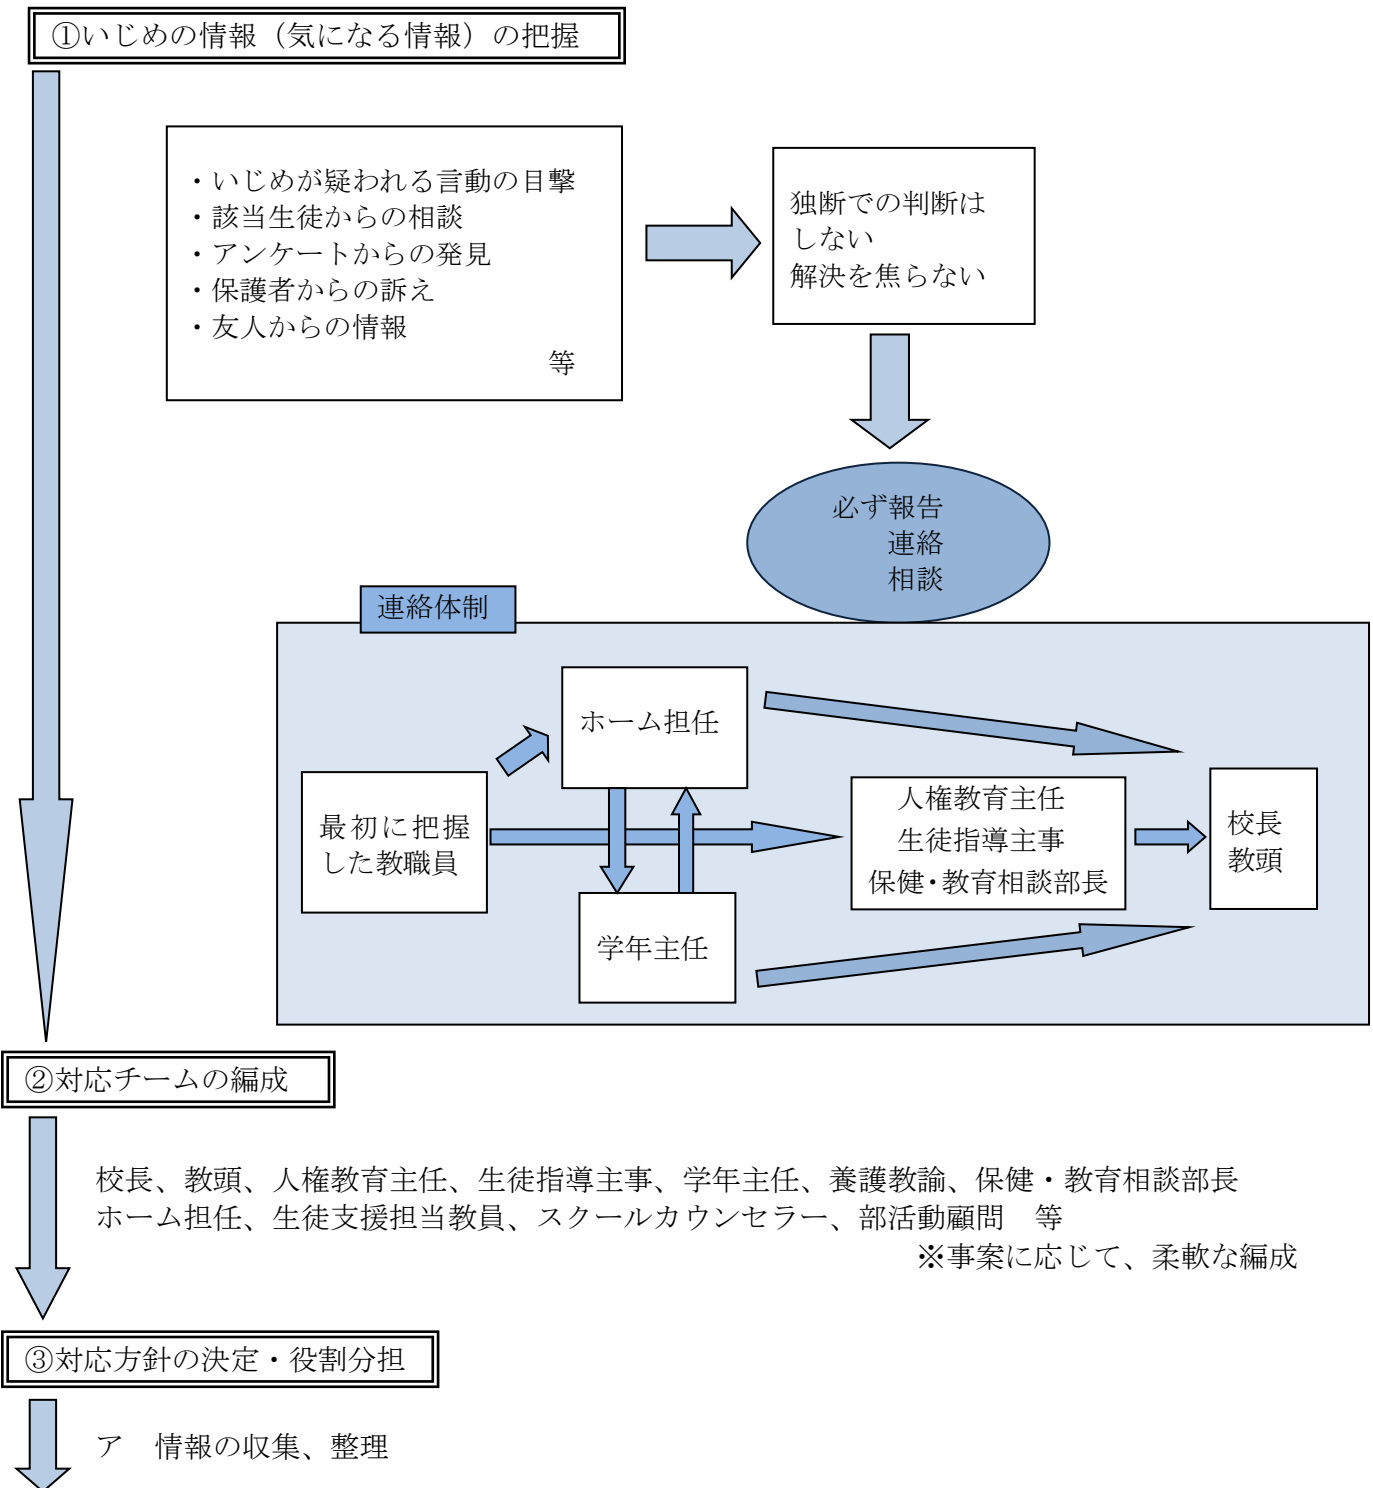 ①いじめの情報（気になる情報）の把握
・いじめが疑われる言動の目撃
・該当生徒からの相談
・アンケートからの発見
・保護者からの訴え
・友人からの情報
等
独断での判断は
しない
解決を焦らない
必ず報告
連絡
相談
連絡体制
ホーム担任
最初に把握
した教職員
人権教育主任
生徒指導主事
保健・教育相談部長
校長
教頭
学年主任
②対応チームの編成
校長、教頭、人権教育主任、生徒指導主事、学年主任、養護教諭、保健・教育相談部長
ホーム担任、生徒支援担当教員、スクールカウンセラー、部活動顧問　等
※事案に応じて、柔軟な編成
③対応方針の決定・役割分担
ア　情報の収集、整理